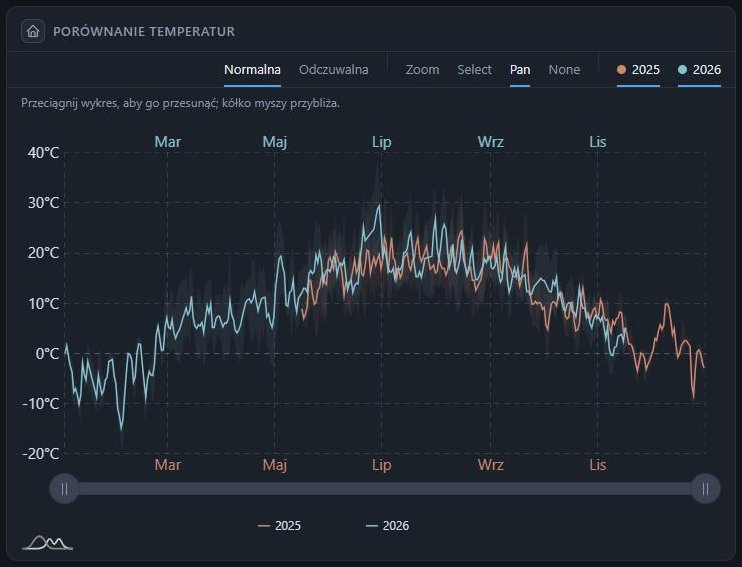 PORÓWNANIE TEMPERATUR
Normalna Odczuwalna Zoom Select Pan None 2025 2026
Przeciągnij wykres, aby go przesunąć; kółko myszy przybliża.
Mar Maj Lip Wrz Lis
40°C
30°C
20°C
10°C
0°C
-10°C
-20°C
Mar Maj Lip Wrz Lis
2025 2026